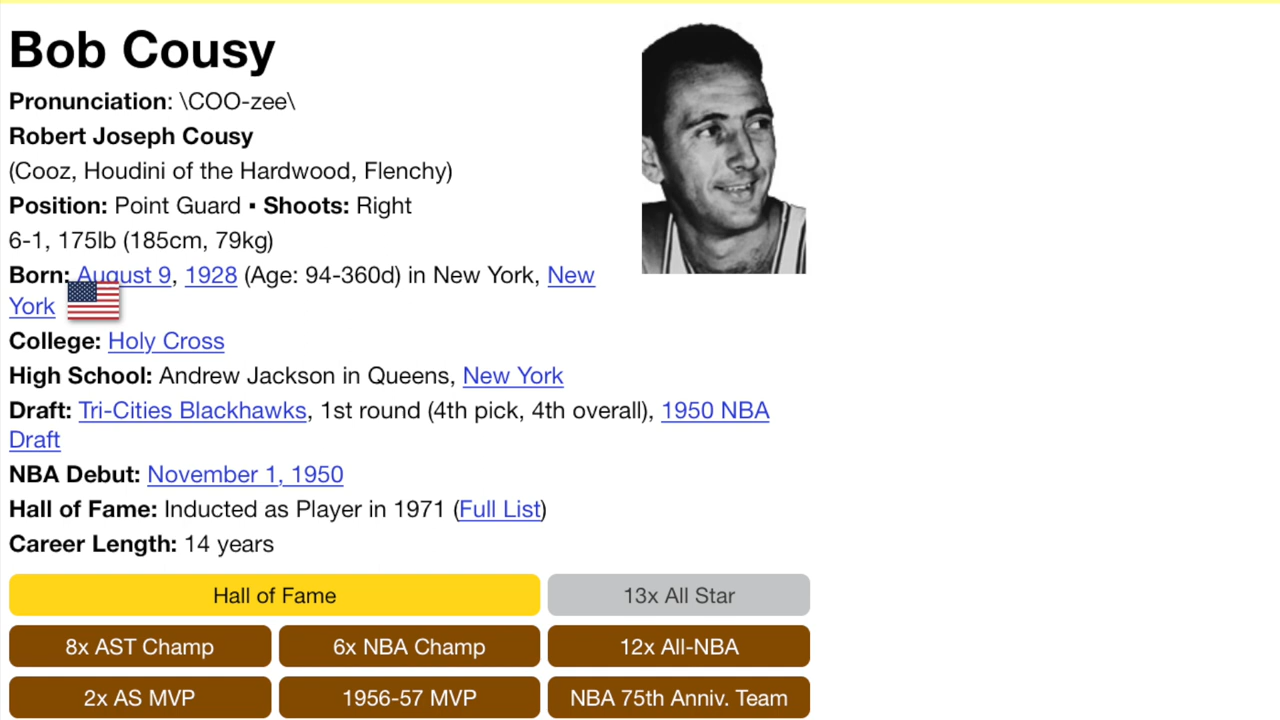 Bob Cousy
Pronunciation: \COO-zee\
Robert Joseph Cousy
(Cooz, Houdini of the Hardwood, Flenchy)
Position: Point Guard ▪ Shoots: Right
6-1, 175lb (185cm, 79kg)
Born: August 9, 1928 (Age: 94-360d) in New York, New
York
College: Holy Cross
High School: Andrew Jackson in Queens, New York
Draft: Tri-Cities Blackhawks, 1st round (4th pick, 4th overall), 1950 NBA
Draft
NBA Debut: November 1, 1950
Hall of Fame: Inducted as Player in 1971 (Full List)
Career Length: 14 years
Hall of Fame 13x All Star
8x AST Champ 6x NBA Champ 12x All-NBA
2x AS MVP 1956-57 MVP NBA 75th Anniv. Team